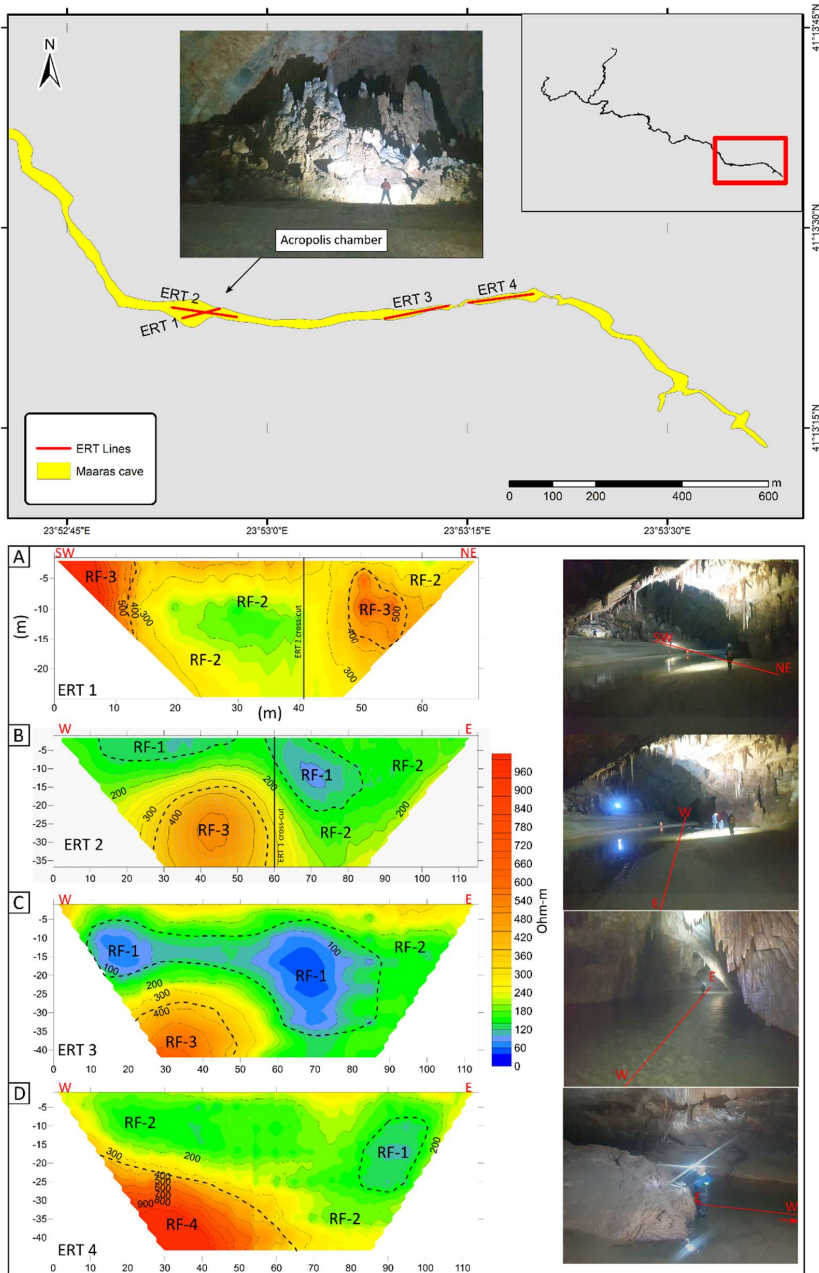 41°13'45"N
N
Acropolis chamber
41°13'30"N
ERT 2
ERT 1
ERT 3
ERT 4
41°13'15"N
ERT Lines
Maaras cave
m
0 100 200 400 600
23°52'45"E 23°53'0"E 23°53'15"E 23°53'30"E
A
SW NE
RF-3 RF-2 RF-2 RF-3 RF-2
500 400 300 400 500 300
-5
-10
-15
-20
(m)
ERT 2 cross-cut
ERT 1
0 10 20 30 40 50 60
(m)
SW
NE
B
W E
RF-1 RF-1 RF-2 RF-3 RF-2
200 300 400 200 200
-5
-10
-15
-20
-25
-30
-35
ERT 1 cross-cut
ERT 2
0 10 20 30 40 50 60 70 80 90 100 110
W
E
960
900
840
780
720
660
600
540
480
420
360
300
240
180
120
60
0
Ohm-m
C
W E
RF-1 RF-1 RF-2 RF-3
100 100 200 300 400
-5
-10
-15
-20
-25
-30
-35
-40
ERT 3
0 10 20 30 40 50 60 70 80 90 100 110
E
W
D
W E
RF-2 RF-1 RF-4 RF-2
300 200 200 400 500 600 700 800 900
-5
-10
-15
-20
-25
-30
-35
-40
ERT 4
0 10 20 30 40 50 60 70 80 90 100 110
W